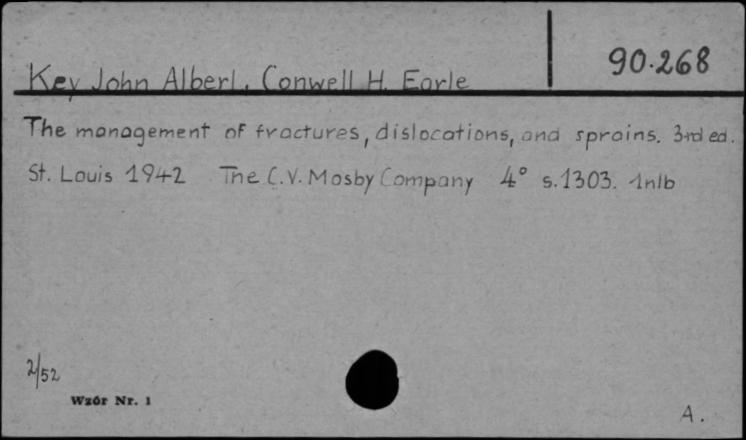 Key John Albert, Conwell H. Earle
90.268
The management of fractures, dislocations, and sprains. 3rd ed.
St. Louis 1942 The C.V. Mosby Company 4° s.1303. 1nlb
2/52
Wzór Nr. 1
A.